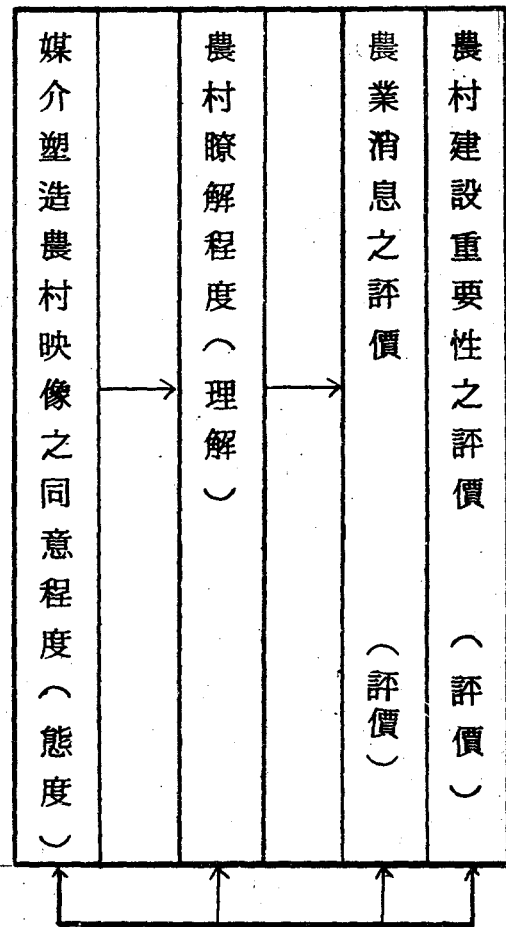 農村建設重要性之評價（評價）
農業消息之評價（評價）
農村瞭解程度（理解）
媒介塑造農村映像之同意程度（態度）